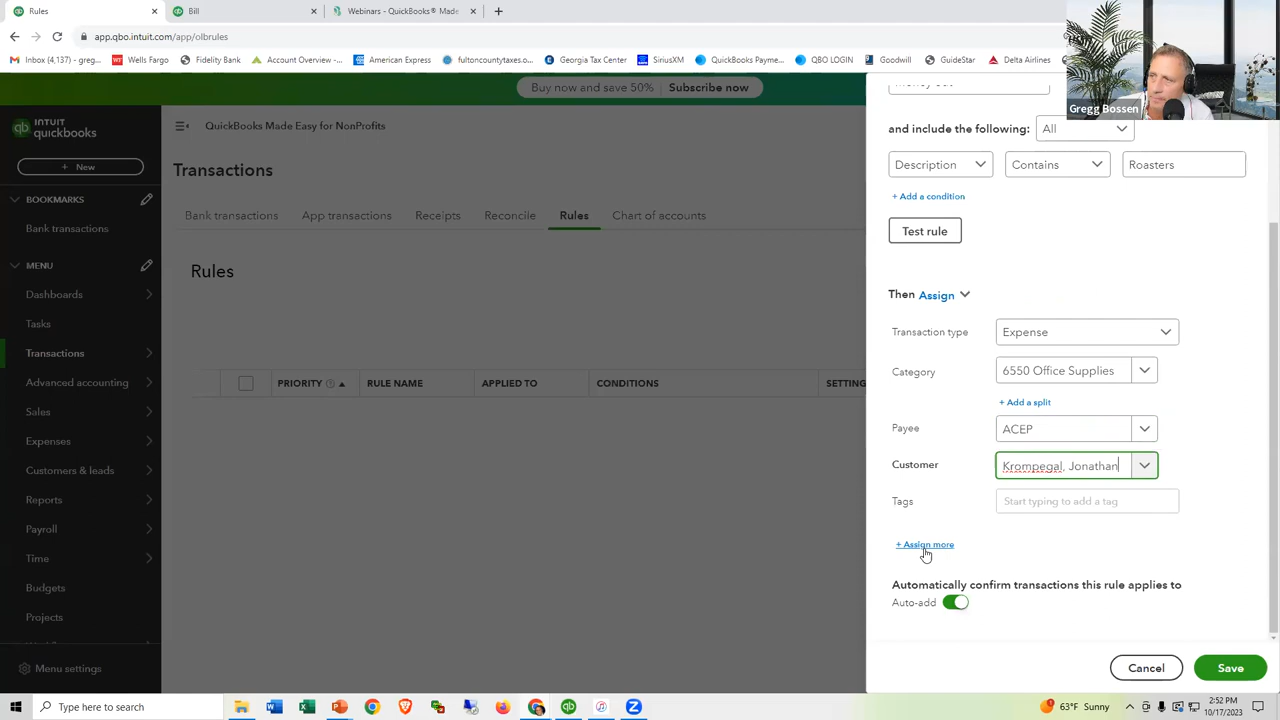 Rules
Bill
Webinars - QuickBooks® Made
app.qbo.intuit.com/app/olbrules
Inbox (4,137) - greg...
Wells Fargo
Fidelity Bank
Account Overview -...
American Express
fultoncountytaxes.o...
Georgia Tax Center
SiriusXM
QuickBooks Payme...
QBO LOGIN
Goodwill
GuideStar
Delta Airlines
Gregg Bossen
Buy now and save 50% Subscribe now
INTUIT
quickbooks
QuickBooks Made Easy for NonProfits
+ New
Transactions
BOOKMARKS
Bank transactions
MENU
Dashboards
Tasks
Transactions
Advanced accounting
Sales
Expenses
Customers & leads
Reports
Payroll
Time
Budgets
Projects
Menu settings
Bank transactions
App transactions
Receipts
Reconcile
Rules
Chart of accounts
Rules
PRIORITY
RULE NAME
APPLIED TO
CONDITIONS
SETTING
Money out
and include the following: All
Description
Contains
Roasters
+ Add a condition
Test rule
Then Assign
Transaction type Expense
Category 6550 Office Supplies
+ Add a split
Payee ACEP
Customer Krompegal, Jonathan
Tags Start typing to add a tag
+ Assign more
Automatically confirm transactions this rule applies to
Auto-add
Cancel
Save
Type here to search
63°F Sunny
2:52 PM
10/17/2023